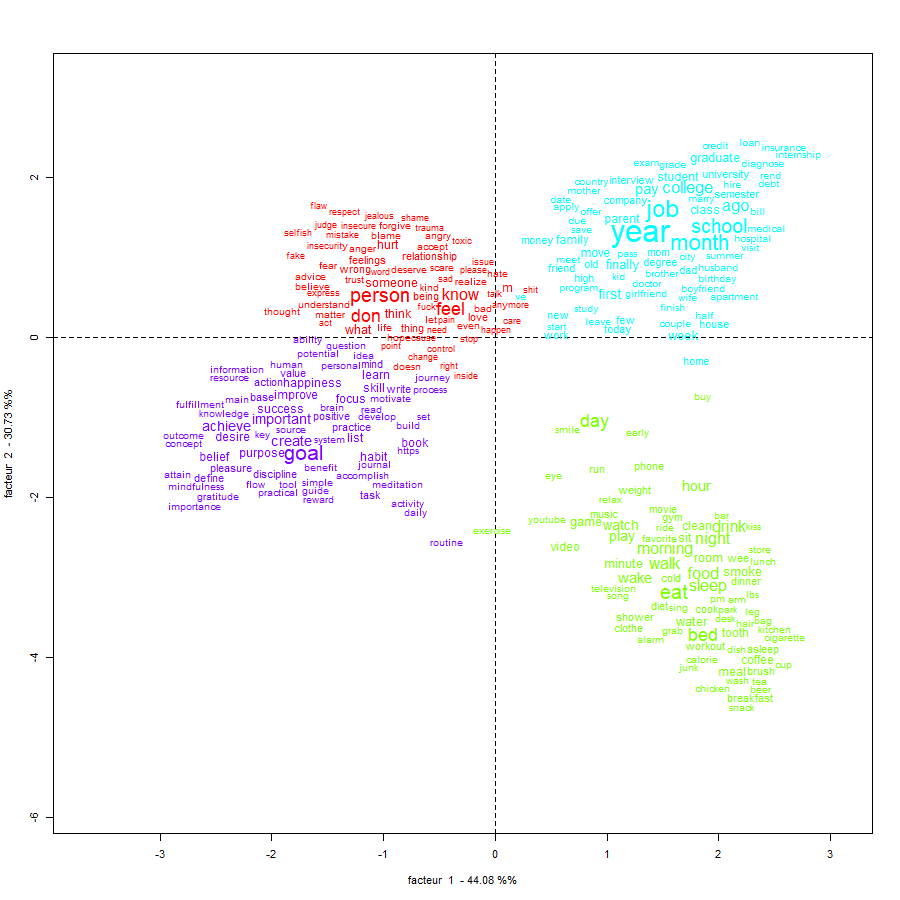 credit loan insurance
exam grade graduate internship
diagnose
country interview student university rend
mother pay college hire debt
semester
flaw respect date company marry
jealous shame apply offer job ago bill
judge insecure forgive trauma due parent class
selfish mistake blame angry save year school medical
insecurity anger hurt accept toxic money family month hospital
fake feelings relationship move pass mom visit
fear wrong word deserve scare issue please meet old finally degree city summer
advice trust someone sad realize hate friend high kid brother dad husband
believe kind m shit program doctor birthday
express person being know talk ve first girlfriend boyfriend
understand fuck feel bad anymore wife apartment
thought matter don think let pain love care study finish
act new few half
what life thing need even happen start leave today couple house
ability hope cause stop work week
question point control
potential idea change home
information human personal mind doesn right
resource value learn journey inside
action happiness skill write process
main base improve focus motivate buy
fulfillment success brain read
knowledge important positive develop set day
achieve source practice build smile early
outcome desire key create system list book
concept purpose goal https
belief habit
pleasure benefit journal run phone
attain define discipline accomplish eye
mindfulness flow tool simple meditation weight hour
gratitude practical guide task relax
importance reward activity movie
daily music gym bar
youtube game watch ride clean drink kiss
exercise play favorite sit night
routine video morning store
minute walk room wee lunch
wake cold food smoke
television eat sleep dinner
song pm arm lbs
diet sing cook park leg
shower water desk hair bag
clothe grab bed tooth kitchen
alarm cigarette
workout dish asleep
calorie coffee
junk meal brush cup
wash tea
chicken beer
breakfast
snack
2
0
-2
-4
-6
-3 -2 -1 0 1 2 3
facteur 1 - 44.08 %%
facteur 2 - 30.73 %%